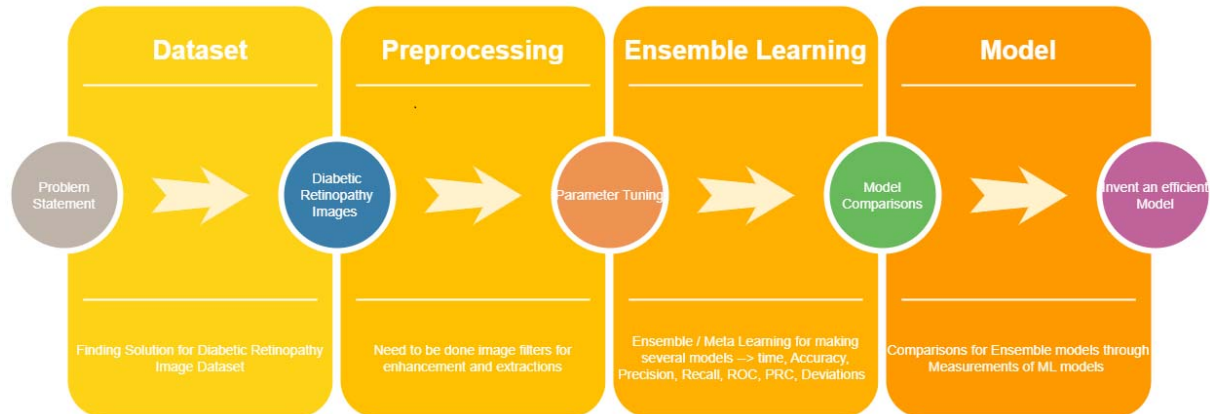 Dataset
Preprocessing
Ensemble Learning
Model
Problem
Statement
Diabetic
Retinopathy
Images
Parameter Tuning
Model
Comparisons
Invent an efficient
Model
Finding Solution for Diabetic Retinopathy
Image Dataset
Need to be done image filters for
enhancement and extractions
Ensemble / Meta Learning for making
several models --> time, Accuracy,
Precision, Recall, ROC, PRC, Deviations
Comparisons for Ensemble models through
Measurements of ML models